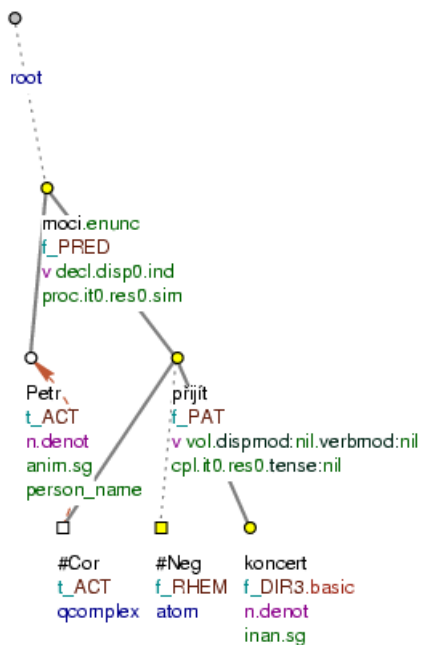 root
moci.enunc
f_PRED
v decl.disp0.ind
proc.it0.res0.sim
Petr
t_ACT
n.denot
anim.sg
person_name
přijít
f_PAT
v vol.dispmod:nil.verbmod:nil
cpl.it0.res0.tense:nil
#Cor
t_ACT
qcomplex
#Neg
f_RHEM
atom
koncert
f_DIR3.basic
n.denot
inan.sg